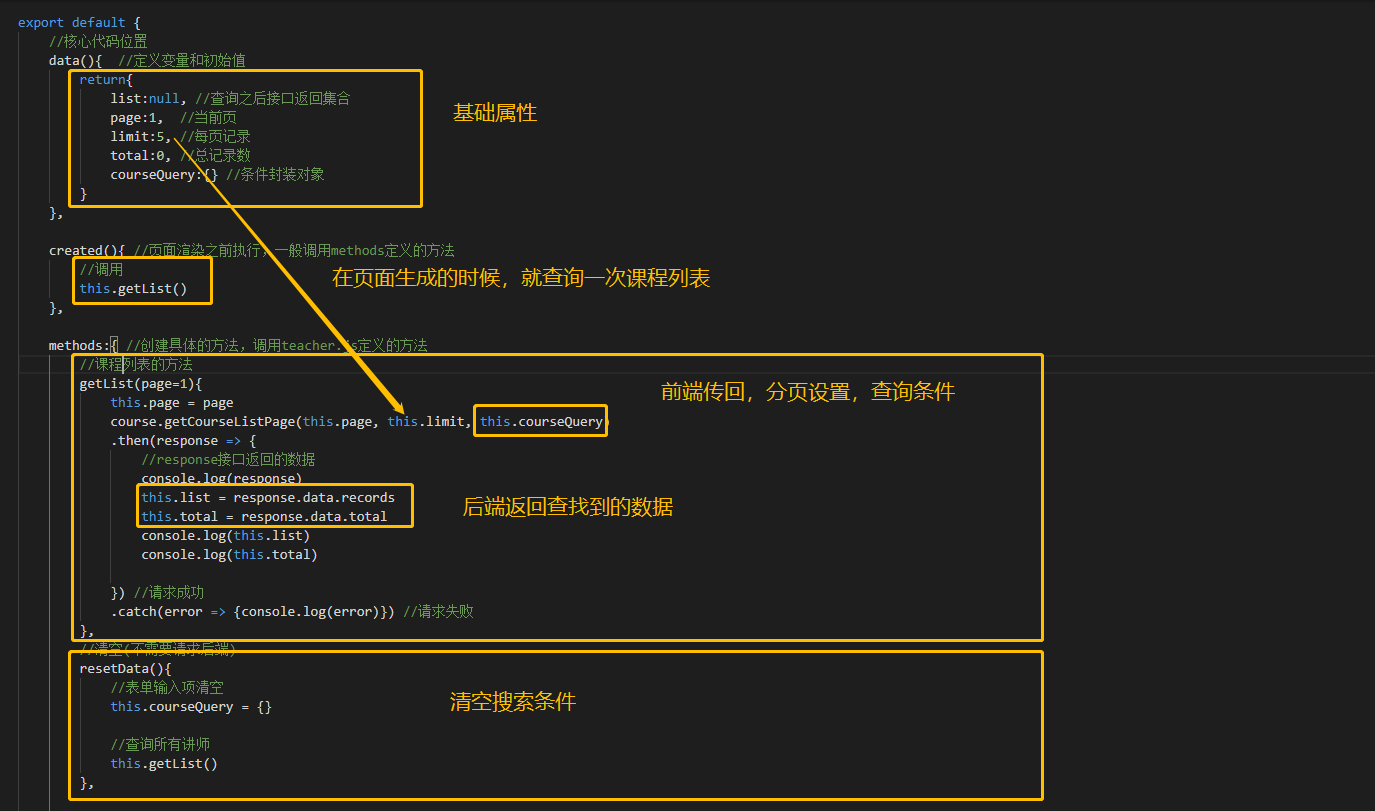 export default {
//核心代码位置
data(){  //定义变量和初始值
return{
list:null, //查询之后接口返回集合
page:1,  //当前页
基础属性
limit:5, //每页记录
total:0, //总记录数
courseQuery:{} //条件封装对象
}
},
created(){ //页面渲染之前执行，一般调用methods定义的方法
//调用
在页面生成的时候，就查询一次课程列表
this.getList()
},
methods:{ //创建具体的方法，调用teacher.js定义的方法
//课程列表的方法
getList(page=1){
前端传回，分页设置，查询条件
this.page = page
course.getCourseListPage(this.page, this.limit, this.courseQuery)
.then(response => {
//response接口返回的数据
console.log(response)
this.list = response.data.records
后端返回查找到的数据
this.total = response.data.total
console.log(this.list)
console.log(this.total)
}) //请求成功
.catch(error => {console.log(error)}) //请求失败
},
//清空(不需要请求后端)
resetData(){
//表单输入项清空
清空搜索条件
this.courseQuery = {}
//查询所有讲师
this.getList()
},